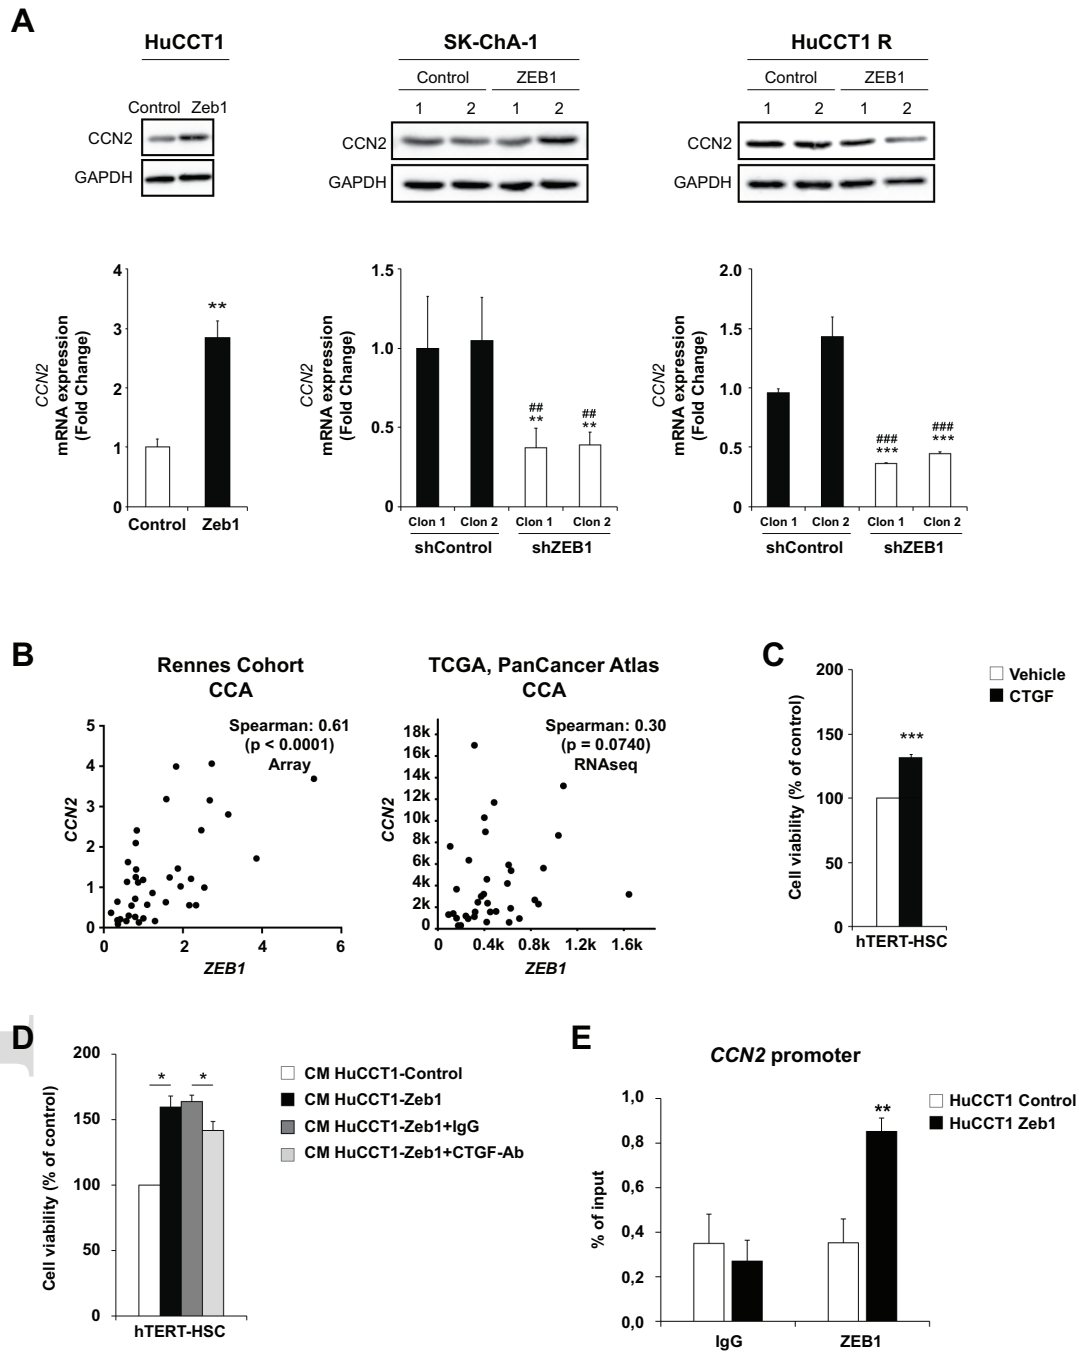 A
HuCCT1
Control Zeb1
CCN2
GAPDH
SK-ChA-1
Control ZEB1
1 2 1 2
CCN2
GAPDH
HuCCT1 R
Control ZEB1
1 2 1 2
CCN2
GAPDH
CCN2
mRNA expression
(Fold Change)
4
3
2
1
0
**
Control Zeb1
CCN2
mRNA expression
(Fold Change)
1.5
1.0
0.5
0
##
**
##
**
Clon 1 Clon 2 Clon 1 Clon 2
shControl shZEB1
CCN2
mRNA expression
(Fold Change)
2.0
1.5
1.0
0.5
0
###
***
###
***
Clon 1 Clon 2 Clon 1 Clon 2
shControl shZEB1
B
Rennes Cohort
CCA
Spearman: 0.61
(p < 0.0001)
Array
CCN2
5
4
3
2
1
0
0 2 4 6
ZEB1
TCGA, PanCancer Atlas
CCA
Spearman: 0.30
(p = 0.0740)
RNAseq
CCN2
18k
16k
14k
12k
10k
8k
6k
4k
2k
0
0 0.4k 0.8k 1.2k 1.6k
ZEB1
C
Cell viability (% of control)
200
150
100
50
0
***
hTERT-HSC
Vehicle
CTGF
D
Cell viability (% of control)
200
150
100
50
0
* *
hTERT-HSC
CM HuCCT1-Control
CM HuCCT1-Zeb1
CM HuCCT1-Zeb1+IgG
CM HuCCT1-Zeb1+CTGF-Ab
E
CCN2 promoter
% of input
1,0
0,8
0,6
0,4
0,2
0,0
**
IgG ZEB1
HuCCT1 Control
HuCCT1 Zeb1